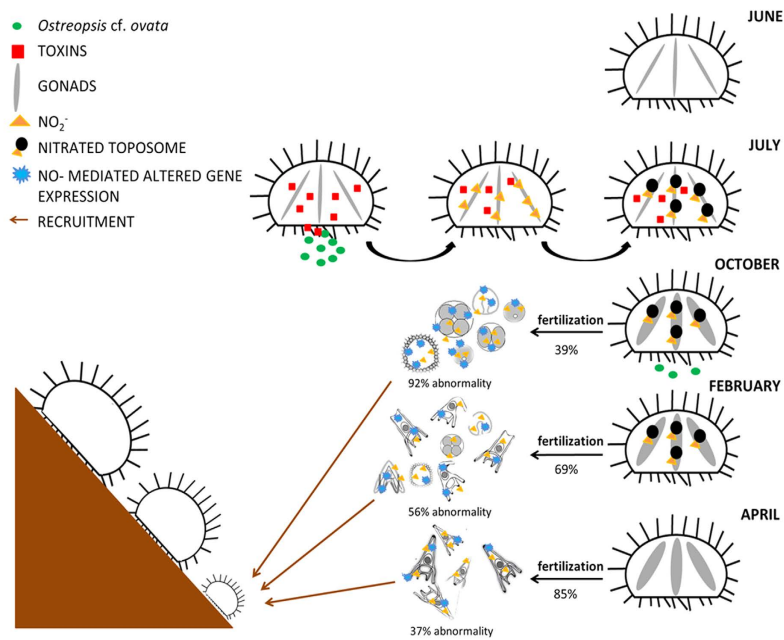 Ostreopsis cf. ovata
TOXINS
GONADS
NO₂⁻
NITRATED TOPOSOME
NO- MEDIATED ALTERED GENE
EXPRESSION
RECRUITMENT
JUNE
JULY
OCTOBER
fertilization
39%
92% abnormality
FEBRUARY
fertilization
69%
56% abnormality
APRIL
fertilization
85%
37% abnormality